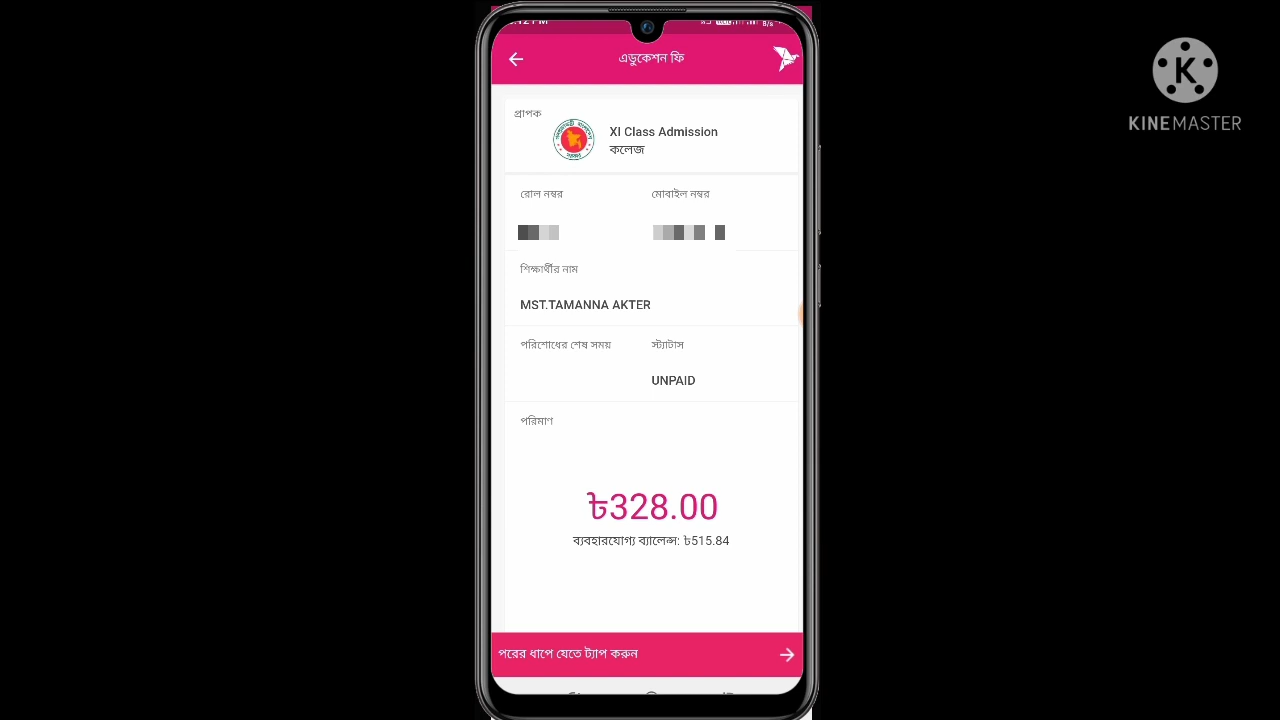 এডুকেশন ফি
প্রাপক
XI Class Admission
কলেজ
রোল নম্বর
মোবাইল নম্বর
শিক্ষার্থীর নাম
MST.TAMANNA AKTER
পরিশোধের শেষ সময়
স্ট্যাটাস
UNPAID
পরিমাণ
৳328.00
ব্যবহারযোগ্য ব্যালেন্স: ৳515.84
পরের ধাপে যেতে ট্যাপ করুন
K
KINEMASTER